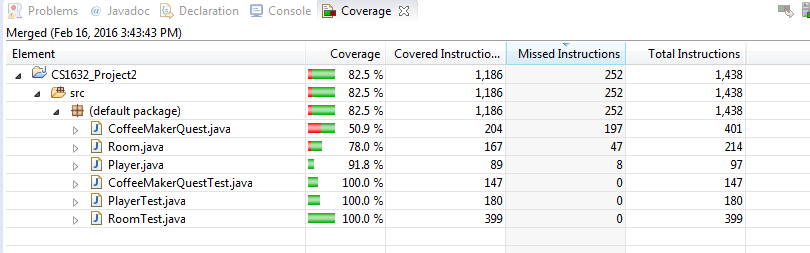 Problems @ Javadoc Declaration Console Coverage
Merged (Feb 16, 2016 3:43:43 PM)
Element Coverage Covered Instructio... Missed Instructions Total Instructions
CS1632_Project2 82.5 % 1,186 252 1,438
src 82.5 % 1,186 252 1,438
(default package) 82.5 % 1,186 252 1,438
CoffeeMakerQuest.java 50.9 % 204 197 401
Room.java 78.0 % 167 47 214
Player.java 91.8 % 89 8 97
CoffeeMakerQuestTest.java 100.0 % 147 0 147
PlayerTest.java 100.0 % 180 0 180
RoomTest.java 100.0 % 399 0 399